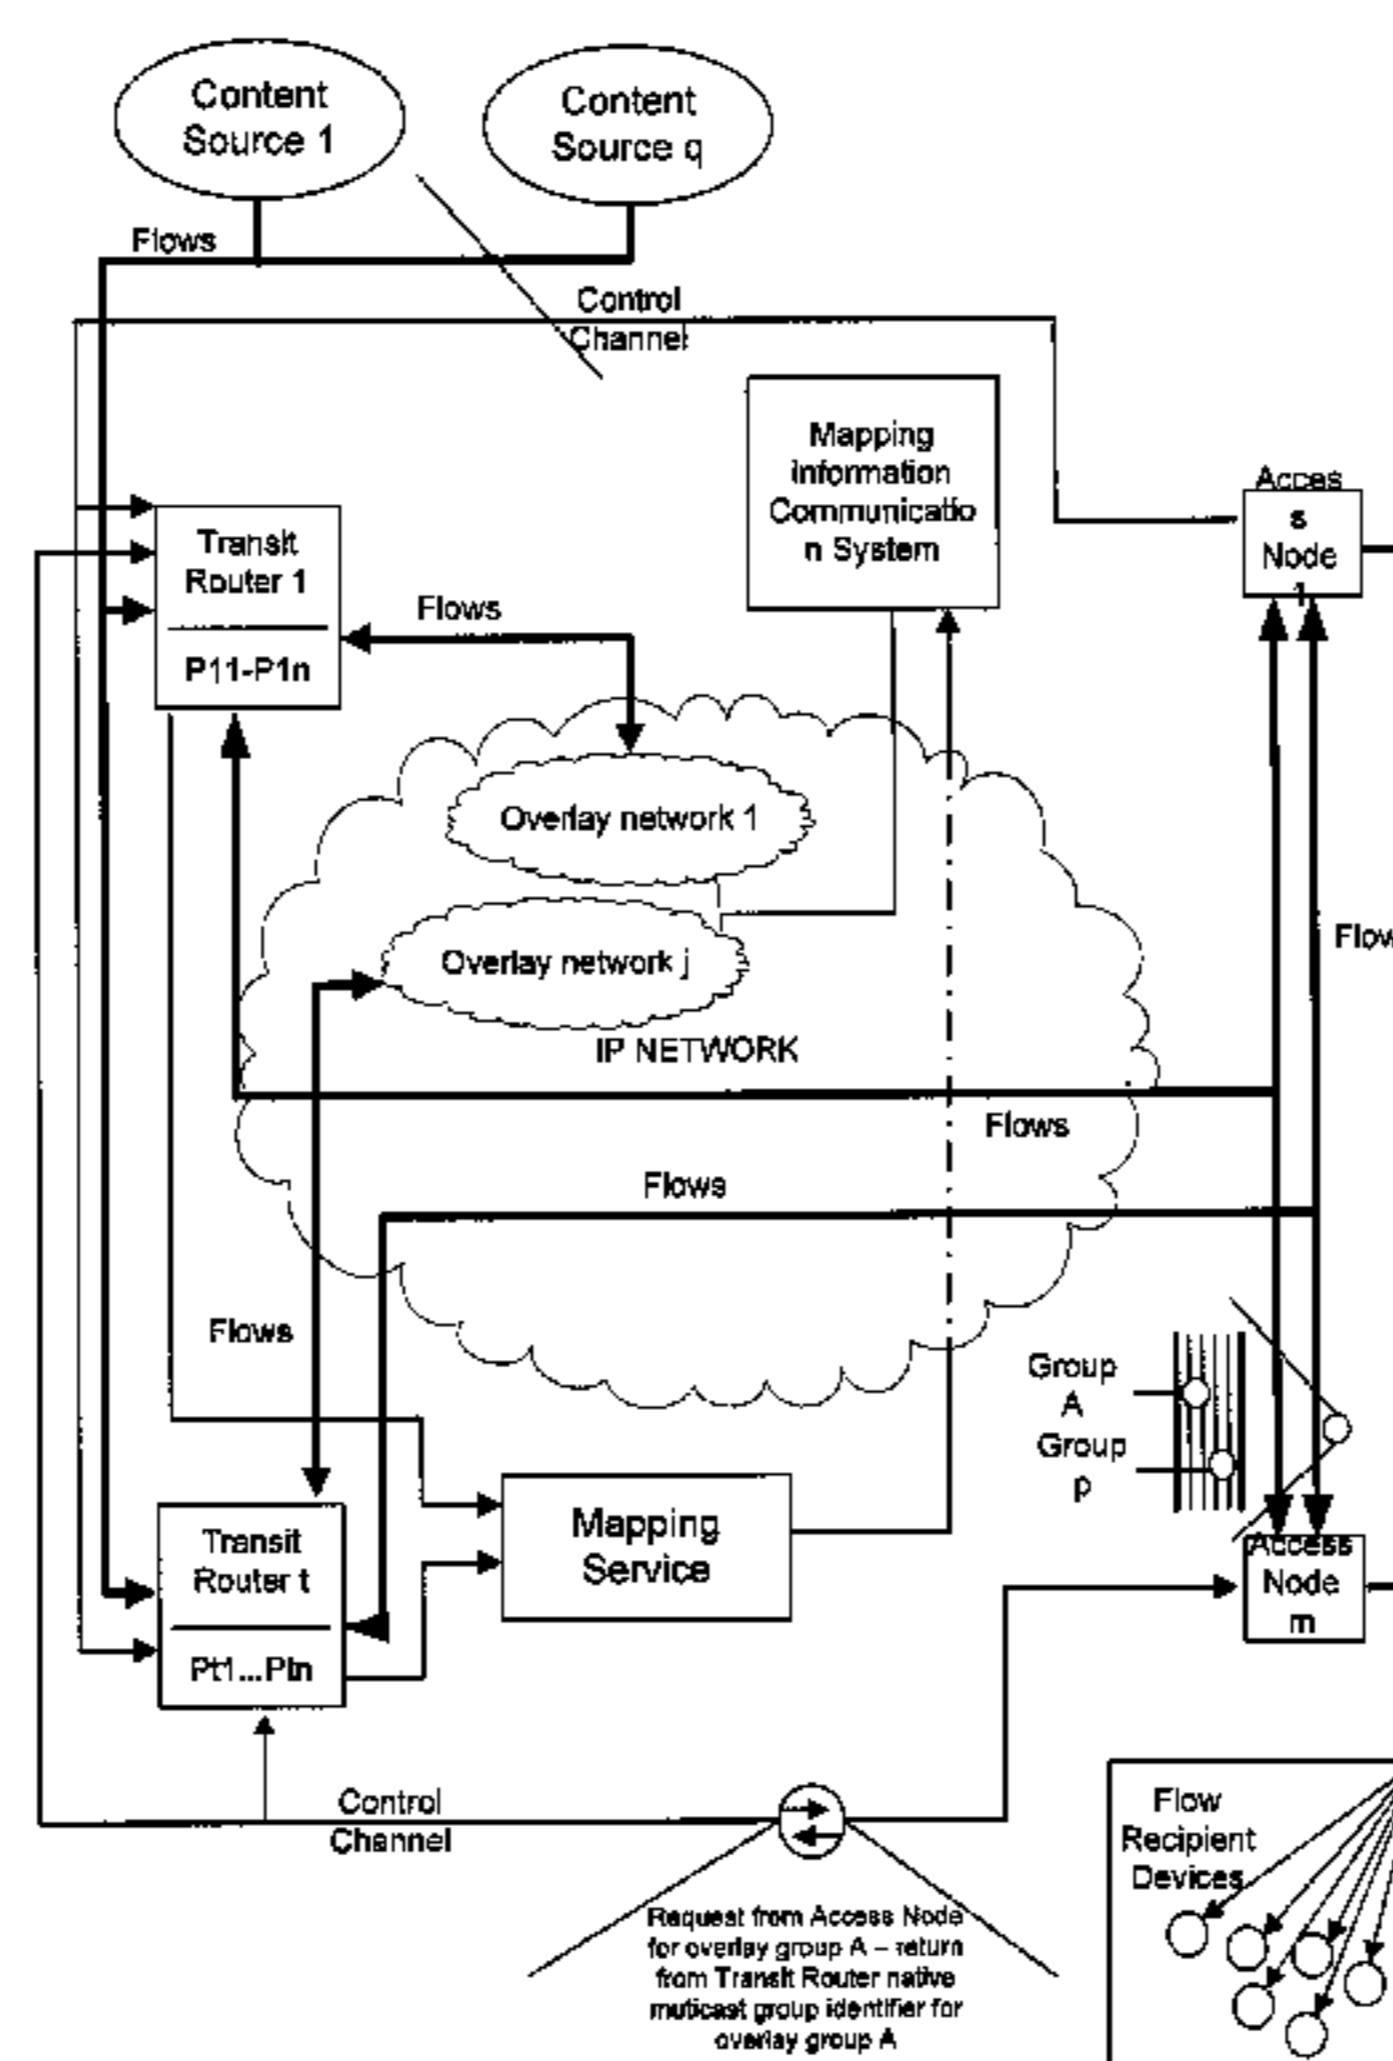 Content
Source 1
Content
Source q
Flows
Control
Channel
Mapping
Information
Communicatio
n System
Acces
s
Node
1
Transit
Router 1
P11-P1n
Flows
Overlay network 1
Overlay network j
Flow
IP NETWORK
Flows
Flows
Flows
Group
A
Group
p
Transit
Router t
Pt1...Ptn
Mapping
Service
Access
Node
m
Control
Channel
Flow
Recipient
Devices
Request from Access Node
for overlay group A – return
from Transit Router native
muticast group identifier for
overlay group A